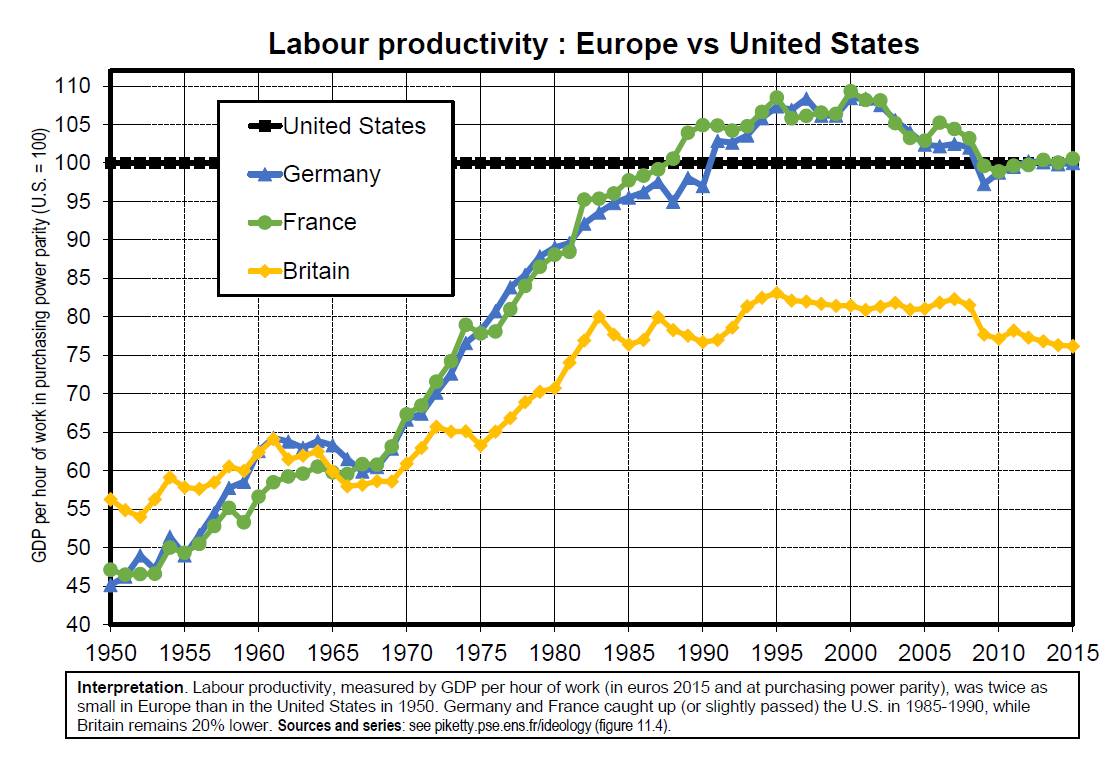 Labour productivity : Europe vs United States
GDP per hour of work in purchasing power parity (U.S. = 100)
110
105
100
95
90
85
80
75
70
65
60
55
50
45
40
United States
Germany
France
Britain
1950 1955 1960 1965 1970 1975 1980 1985 1990 1995 2000 2005 2010 2015
Interpretation. Labour productivity, measured by GDP per hour of work (in euros 2015 and at purchasing power parity), was twice as
small in Europe than in the United States in 1950. Germany and France caught up (or slightly passed) the U.S. in 1985-1990, while
Britain remains 20% lower. Sources and series: see piketty.pse.ens.fr/ideology (figure 11.4).